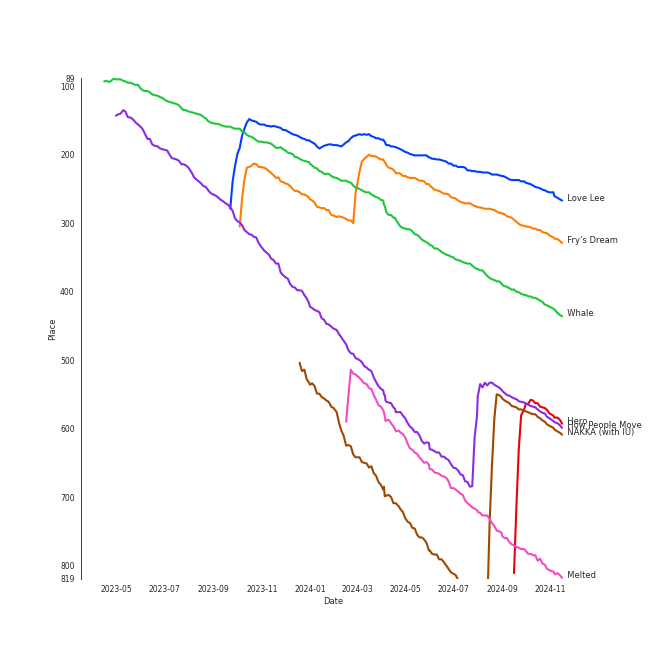 89
100
200
300
400
500
600
700
800
819
Place
2023-05
2023-07
2023-09
2023-11
2024-01
2024-03
2024-05
2024-07
2024-09
2024-11
Date
Love Lee
Fry's Dream
Whale
Hero
How People Move
NAKKA (with IU)
Melted